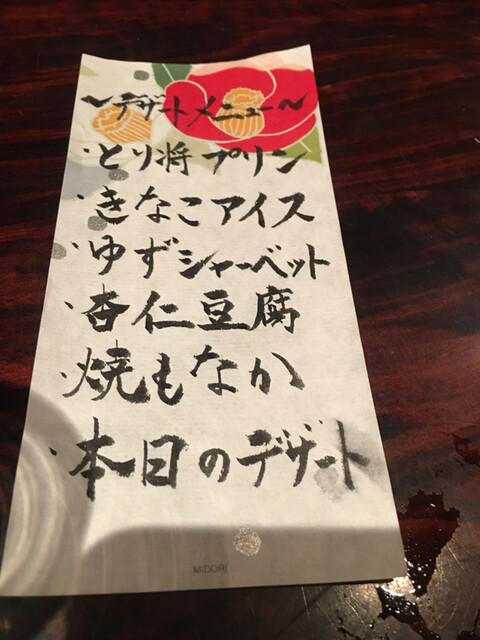 〜デザートメニュー〜
・とり将プリン
・きなこアイス
・ゆずシャーベット
・杏仁豆腐
・焼もなか
・本日のデザート
MIDORI